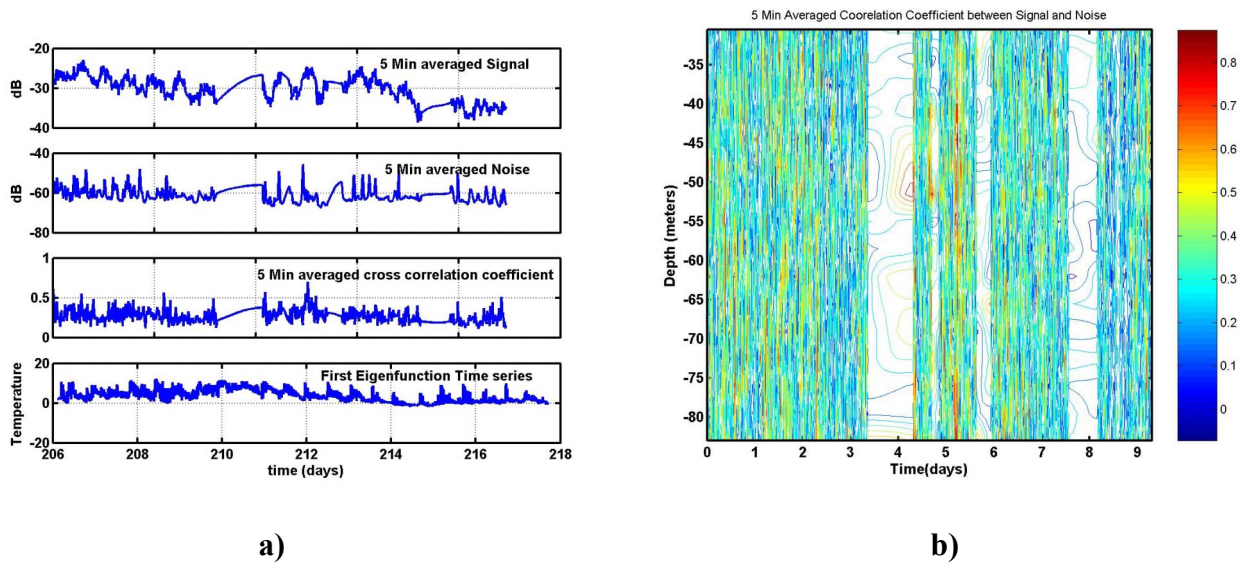 -20
-30
-40
dB
5 Min averaged Signal
-40
-60
-80
dB
5 Min averaged Noise
1
0.5
0
5 Min averaged cross correlation coefficient
20
0
-20
Temperature
First Eigenfunction Time series
206 208 210 212 214 216 218
time (days)
a)
5 Min Averaged Coorelation Coefficient between Signal and Noise
-35
-40
-45
-50
-55
-60
-65
-70
-75
-80
Depth (meters)
0 1 2 3 4 5 6 7 8 9
Time(days)
0.8
0.7
0.6
0.5
0.4
0.3
0.2
0.1
0
b)